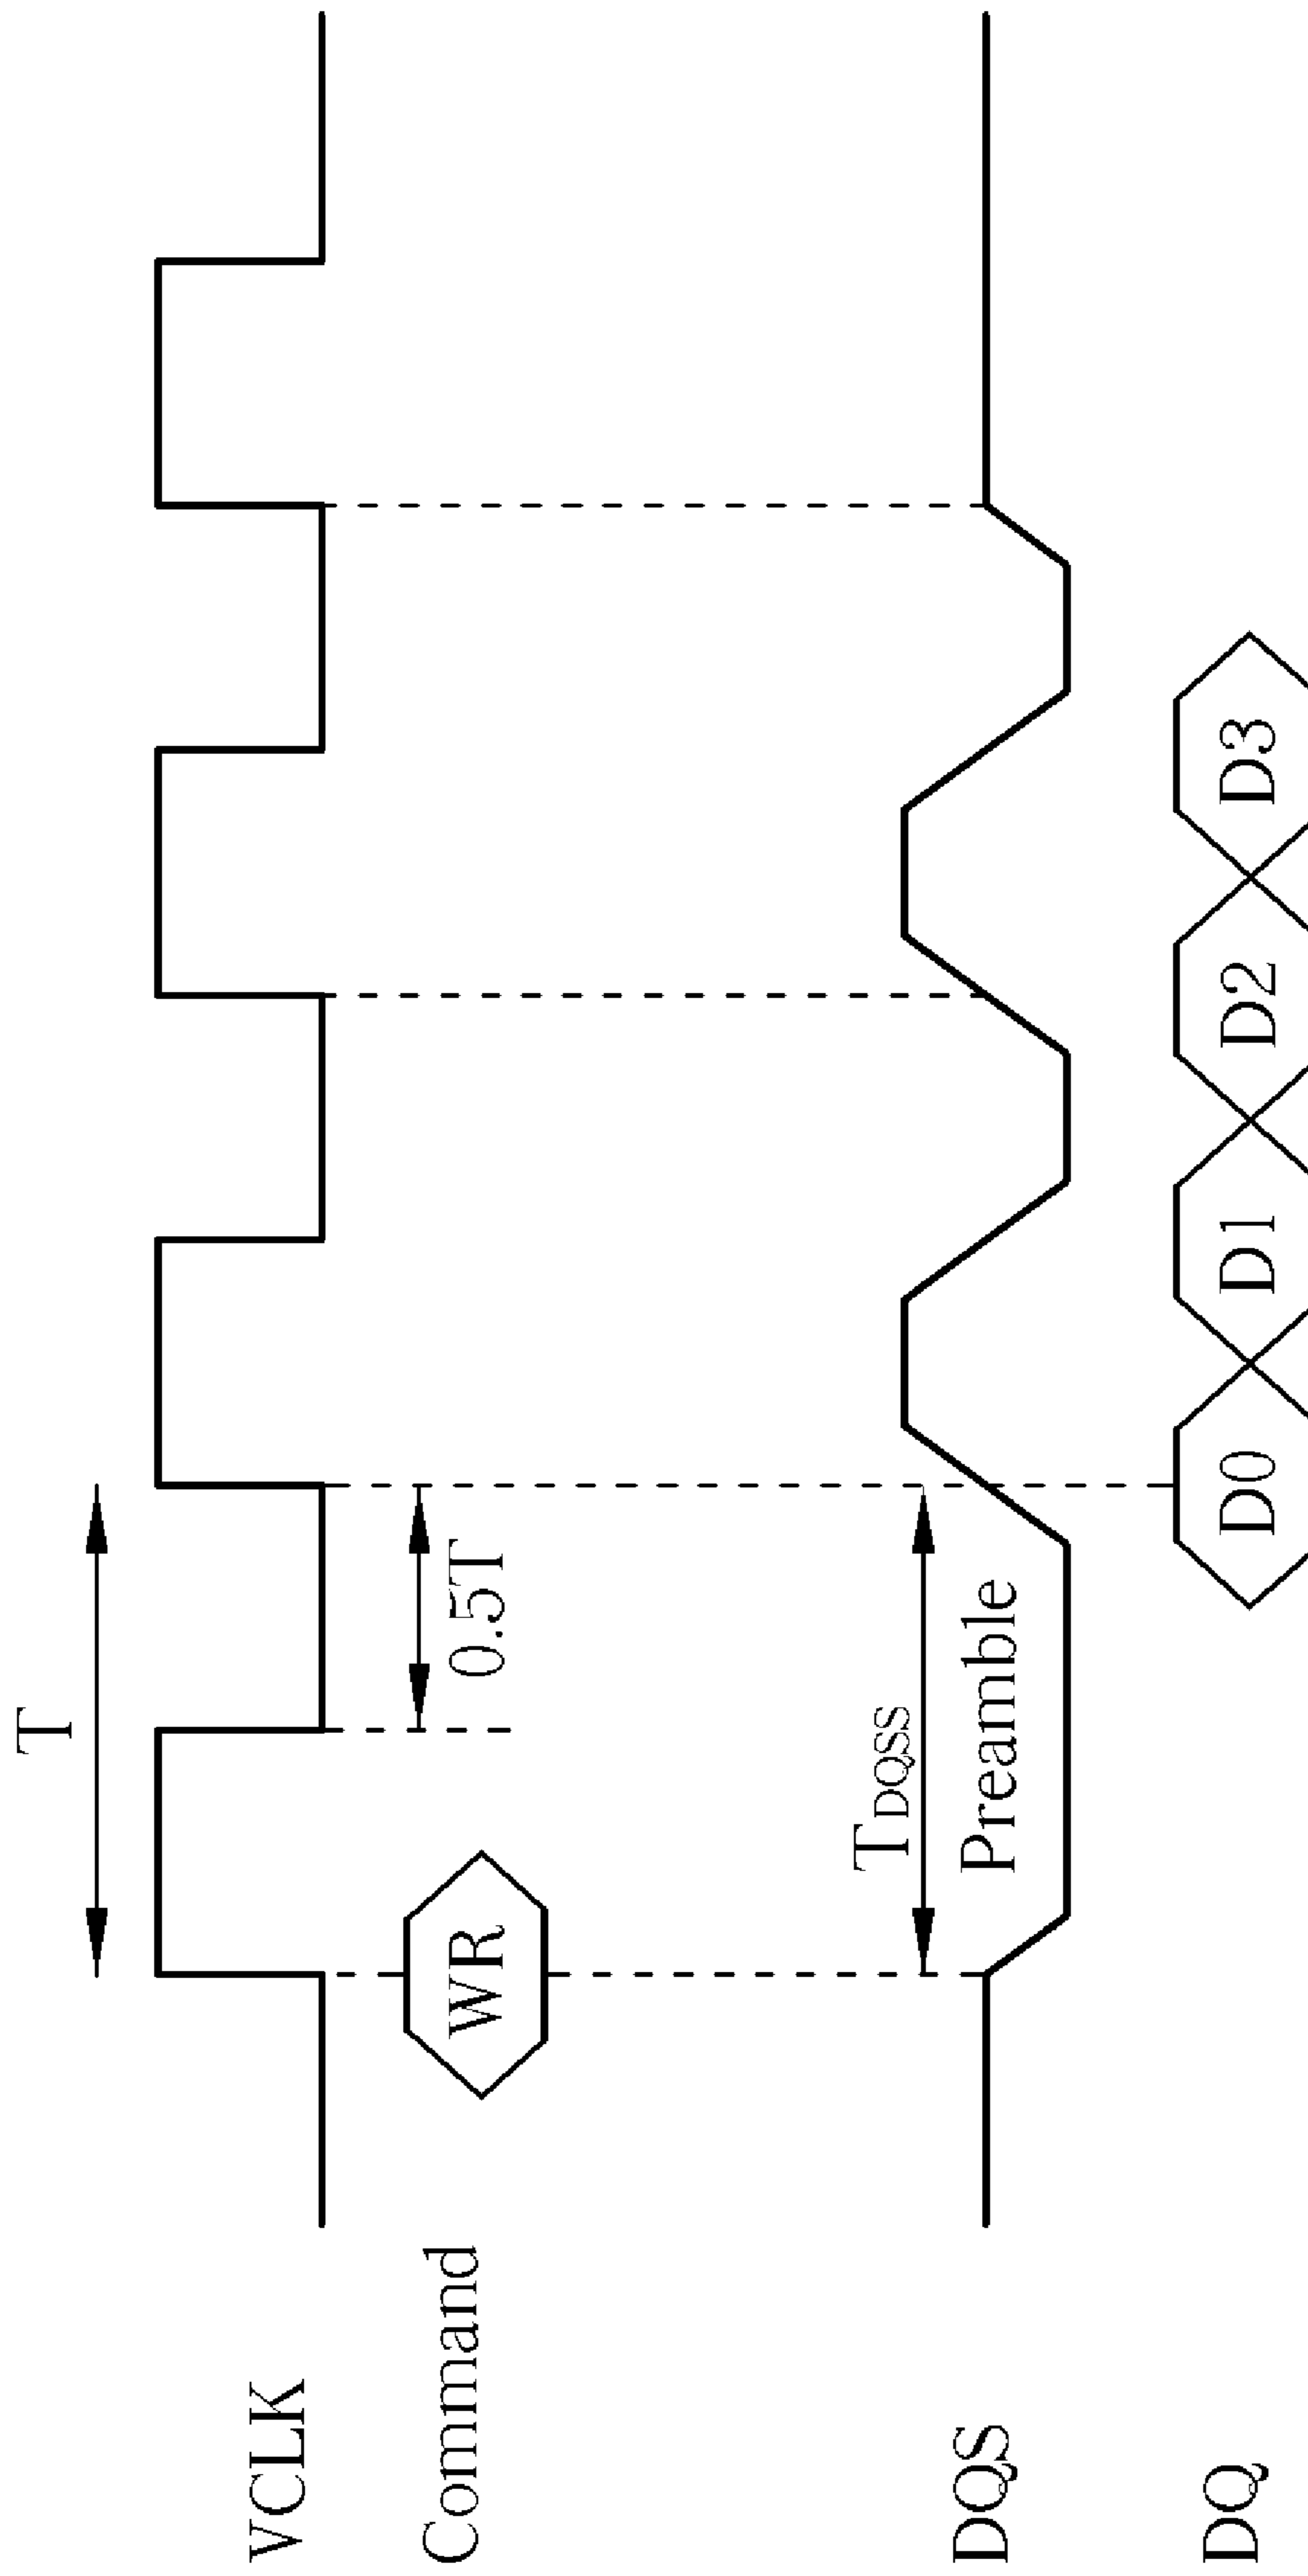 T
VCLK
0.5T
Command
WR
TDQSS
Preamble
DQS
DQ
D0
D1
D2
D3